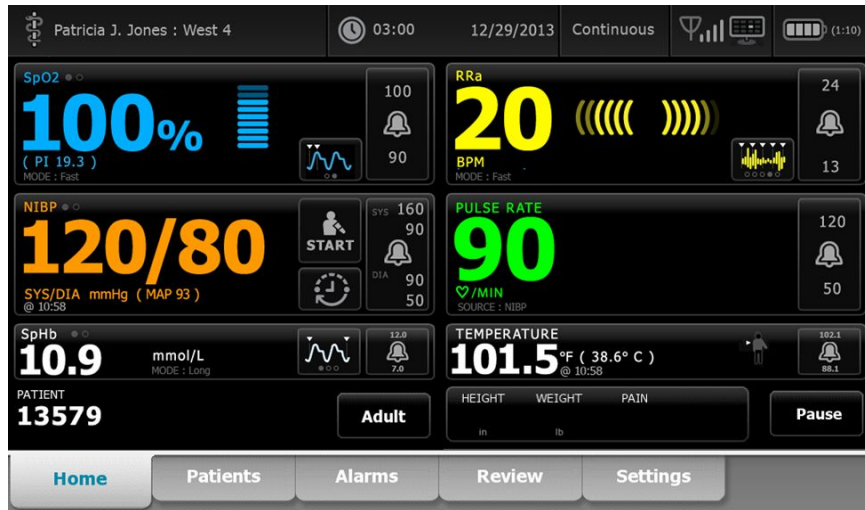 Patricia J. Jones : West 4 03:00 12/29/2013 Continuous (1:10)
SpO2
100%
( PI 19.3 )
MODE : Fast
100
90
RRa
20
BPM
MODE : Fast
24
13
NIBP
120/80
SYS/DIA mmHg ( MAP 93 )
@ 10:58
START
SYS 160
90
DIA 90
50
PULSE RATE
90
/MIN
SOURCE : NIBP
120
50
SpHb
10.9 mmol/L
MODE : Long
12.0
7.0
TEMPERATURE
101.5 °F ( 38.6° C )
@ 10:58
102.1
88.1
PATIENT
13579
Adult
HEIGHT WEIGHT PAIN
in lb
Pause
Home Patients Alarms Review Settings